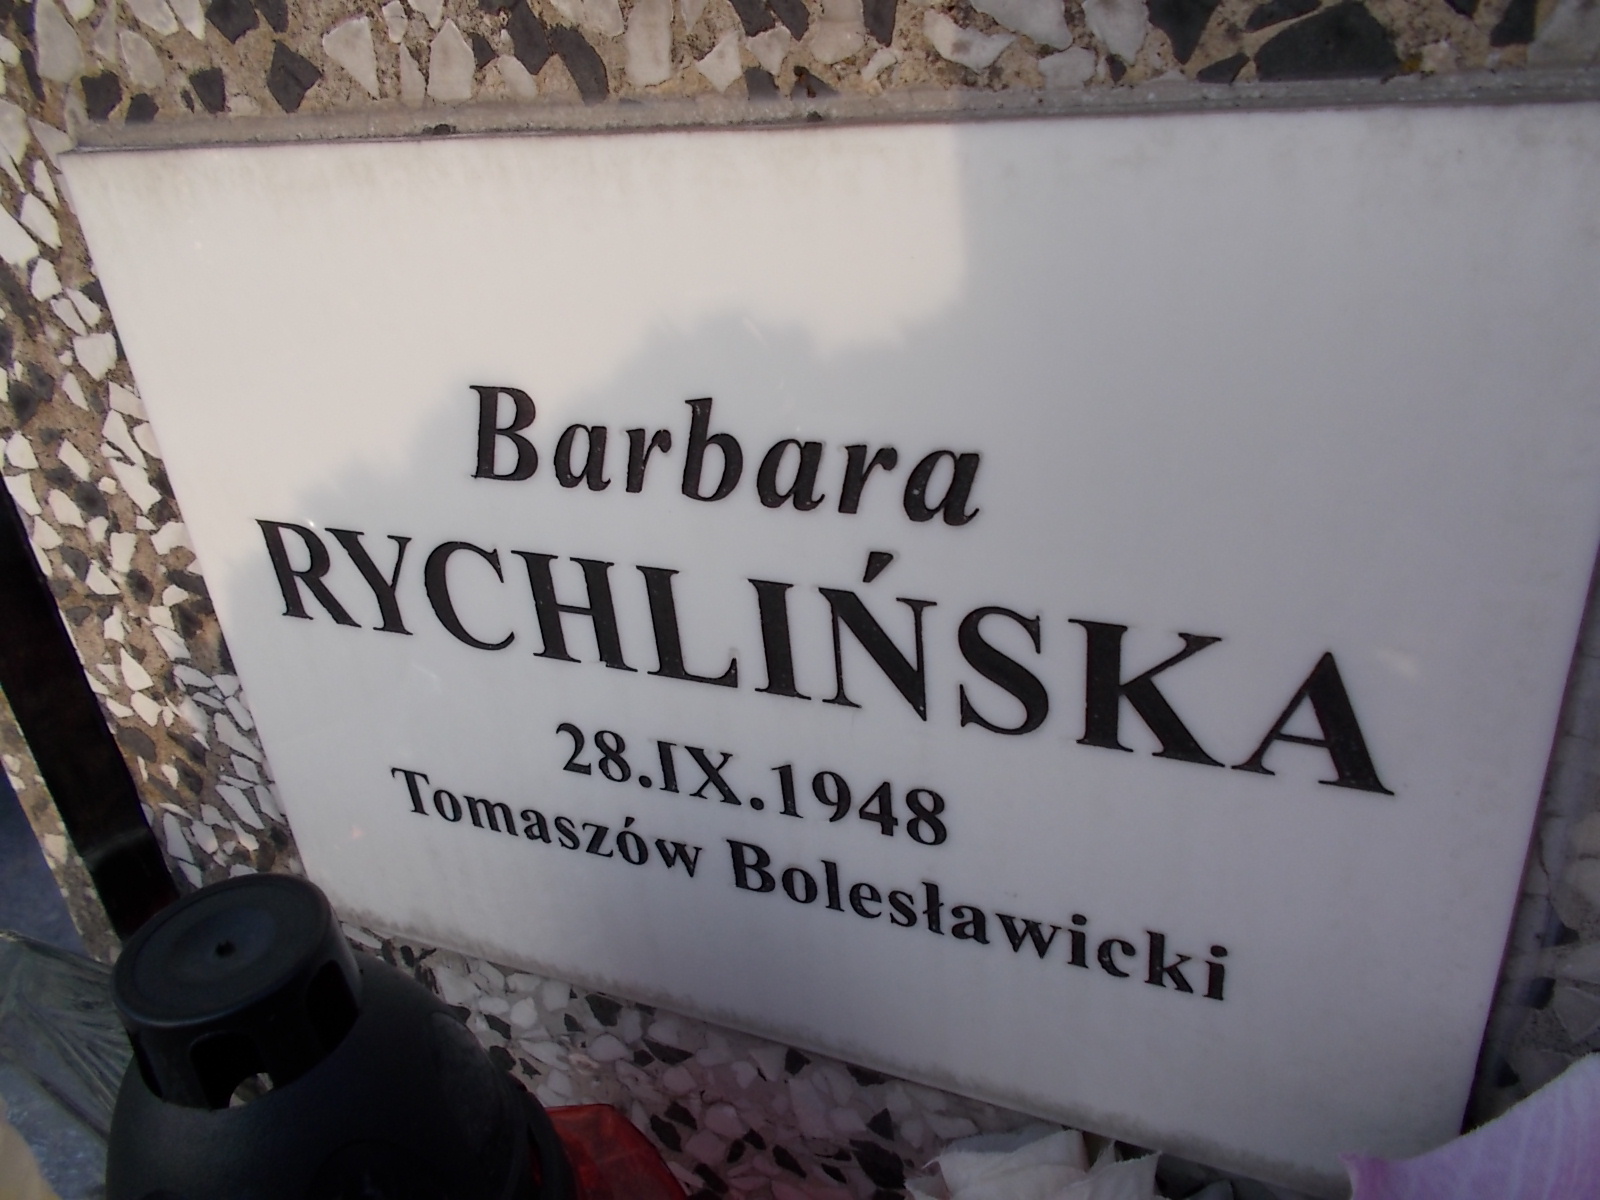 Barbara
RYCHLIŃSKA
28.IX.1948
Tomaszów Bolesławicki